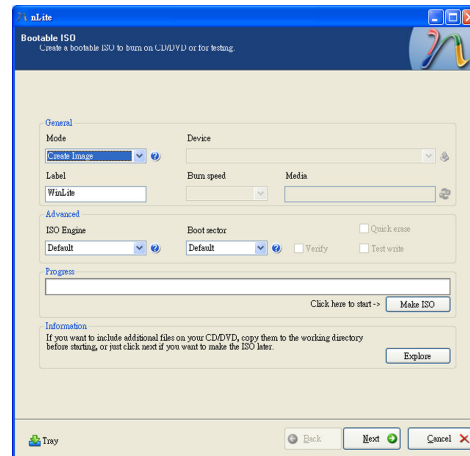 nLite
Bootable ISO
Create a bootable ISO to burn on CD/DVD or for testing.
General
Mode Device
Create Image
Label Burn speed Media
WinLite
Advanced
ISO Engine Boot sector Quick erase
Default Default Verify Test write
Progress
Click here to start -> Make ISO
Information
If you want to include additional files on your CD/DVD, copy them to the working directory
before starting, or just click next if you want to make the ISO later.
Explore
Tray Back Next Cancel